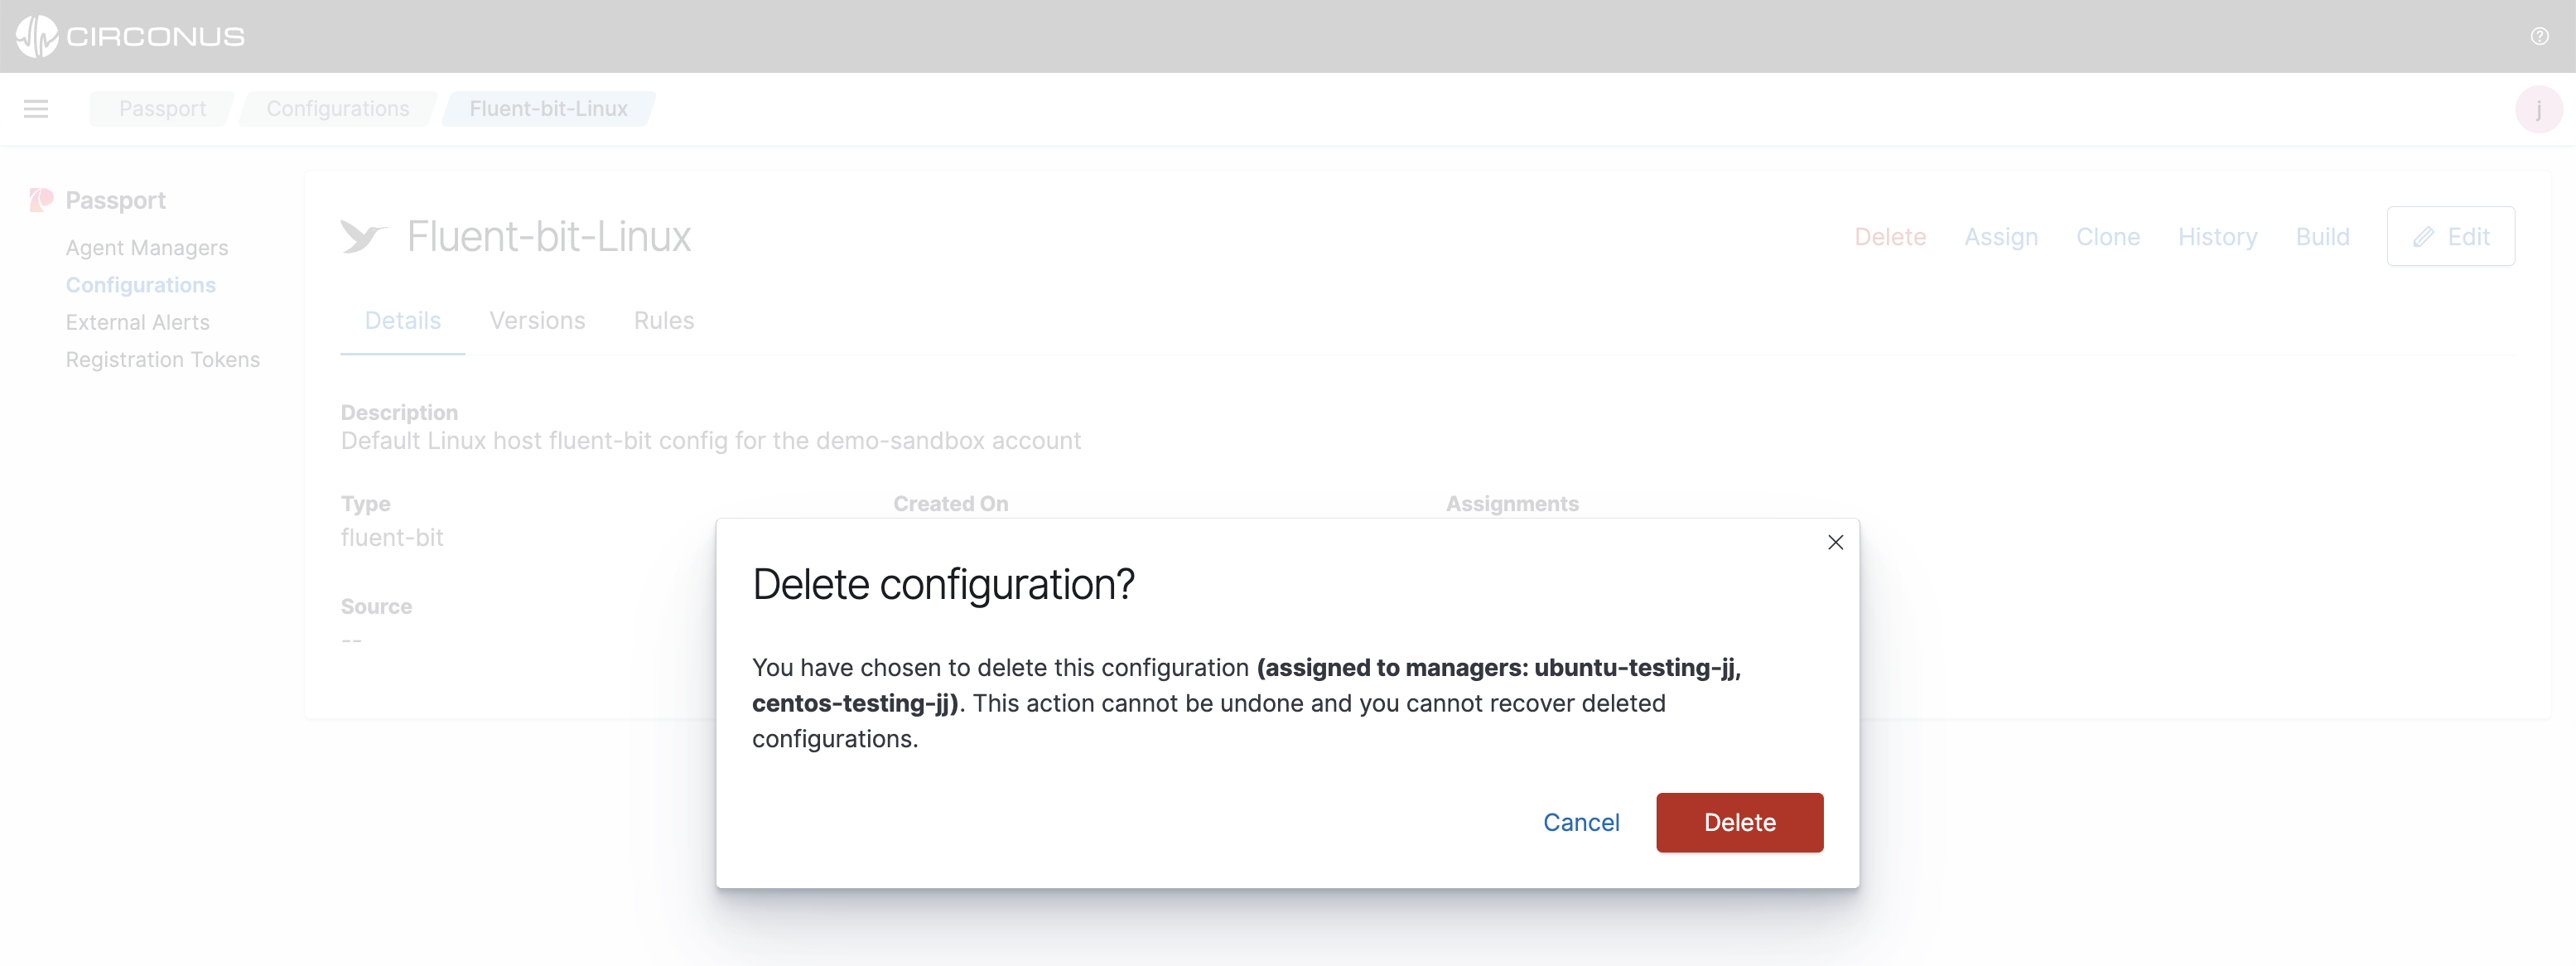 CIRCONUS
Passport
Configurations
Fluent-bit-Linux
j
Passport
Agent Managers
Configurations
External Alerts
Registration Tokens
Fluent-bit-Linux
Delete
Assign
Clone
History
Build
Edit
Details
Versions
Rules
Description
Default Linux host fluent-bit config for the demo-sandbox account
Type
Created On
Assignments
fluent-bit
Source
--
Delete configuration?
You have chosen to delete this configuration (assigned to managers: ubuntu-testing-jj,
centos-testing-jj). This action cannot be undone and you cannot recover deleted
configurations.
Cancel
Delete